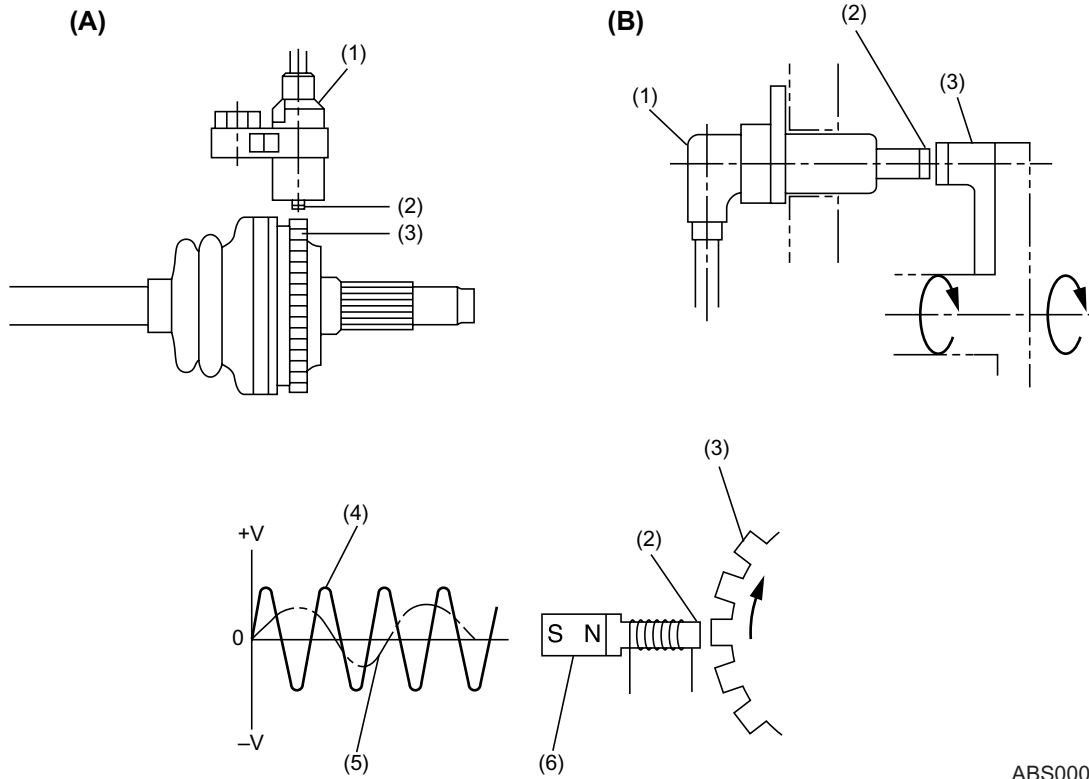 (A)
(1)
(2)
(3)
(B)
(2)
(3)
(1)
(4)
+V
0
–V
(5)
(3)
(2)
S N
(6)
ABS000